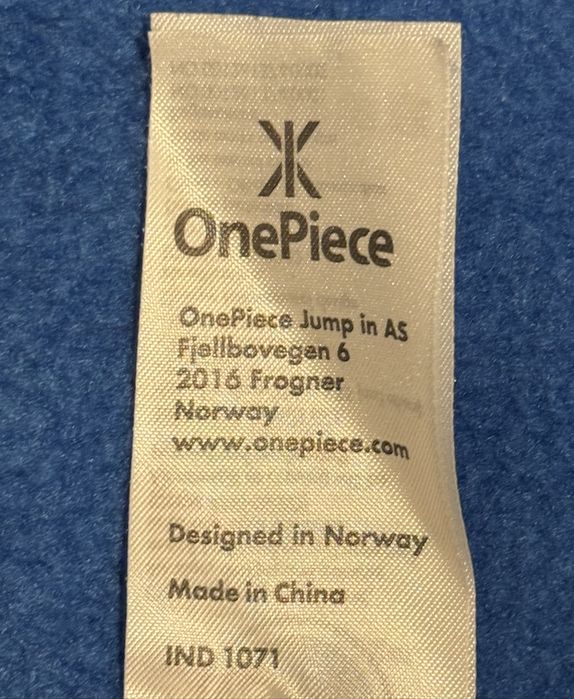 OnePiece
OnePiece Jump in AS
Fjellbovegen 6
2016 Frogner
Norway
www.onepiece.com
Designed in Norway
Made in China
IND 1071